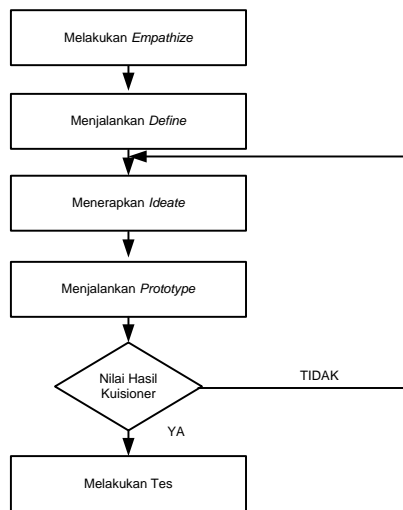 Melakukan Empathize
Menjalankan Define
Menerapkan Ideate
Menjalankan Prototype
Nilai Hasil
Kuisioner
TIDAK
YA
Melakukan Tes